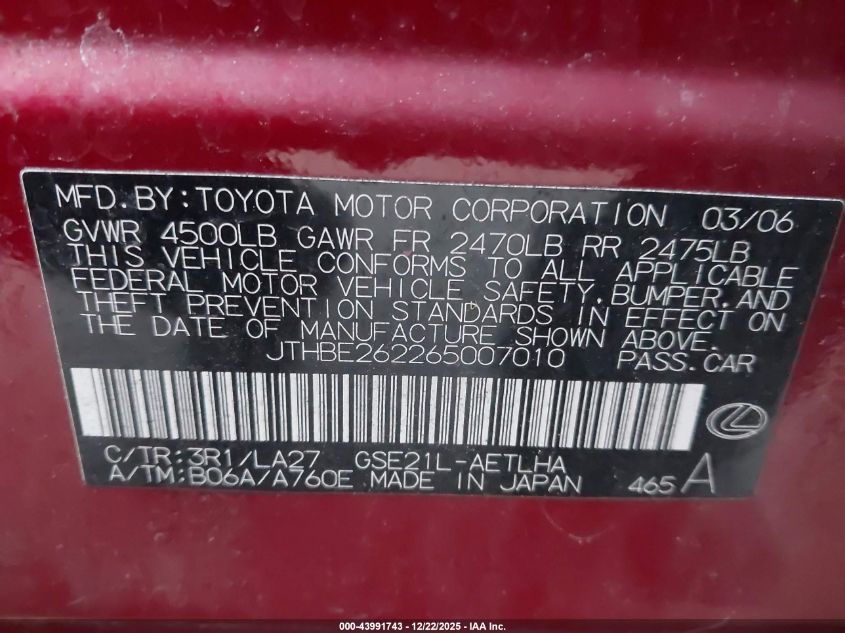 MFD. BY: TOYOTA MOTOR CORPORATION 03/06
GVWR 4500LB GAWR FR 2470LB RR 2475LB
THIS VEHICLE CONFORMS TO ALL APPLICABLE
FEDERAL MOTOR VEHICLE SAFETY, BUMPER, AND
THEFT PREVENTION STANDARDS IN EFFECT ON
THE DATE OF MANUFACTURE SHOWN ABOVE.
JTHBE262265007010 PASS. CAR
C/TR: 3R1/LA27 GSE21L-AETLHA
A/TM: B06A/A760E MADE IN JAPAN 465 A
000-43991743 - 12/22/2025 - IAA Inc.